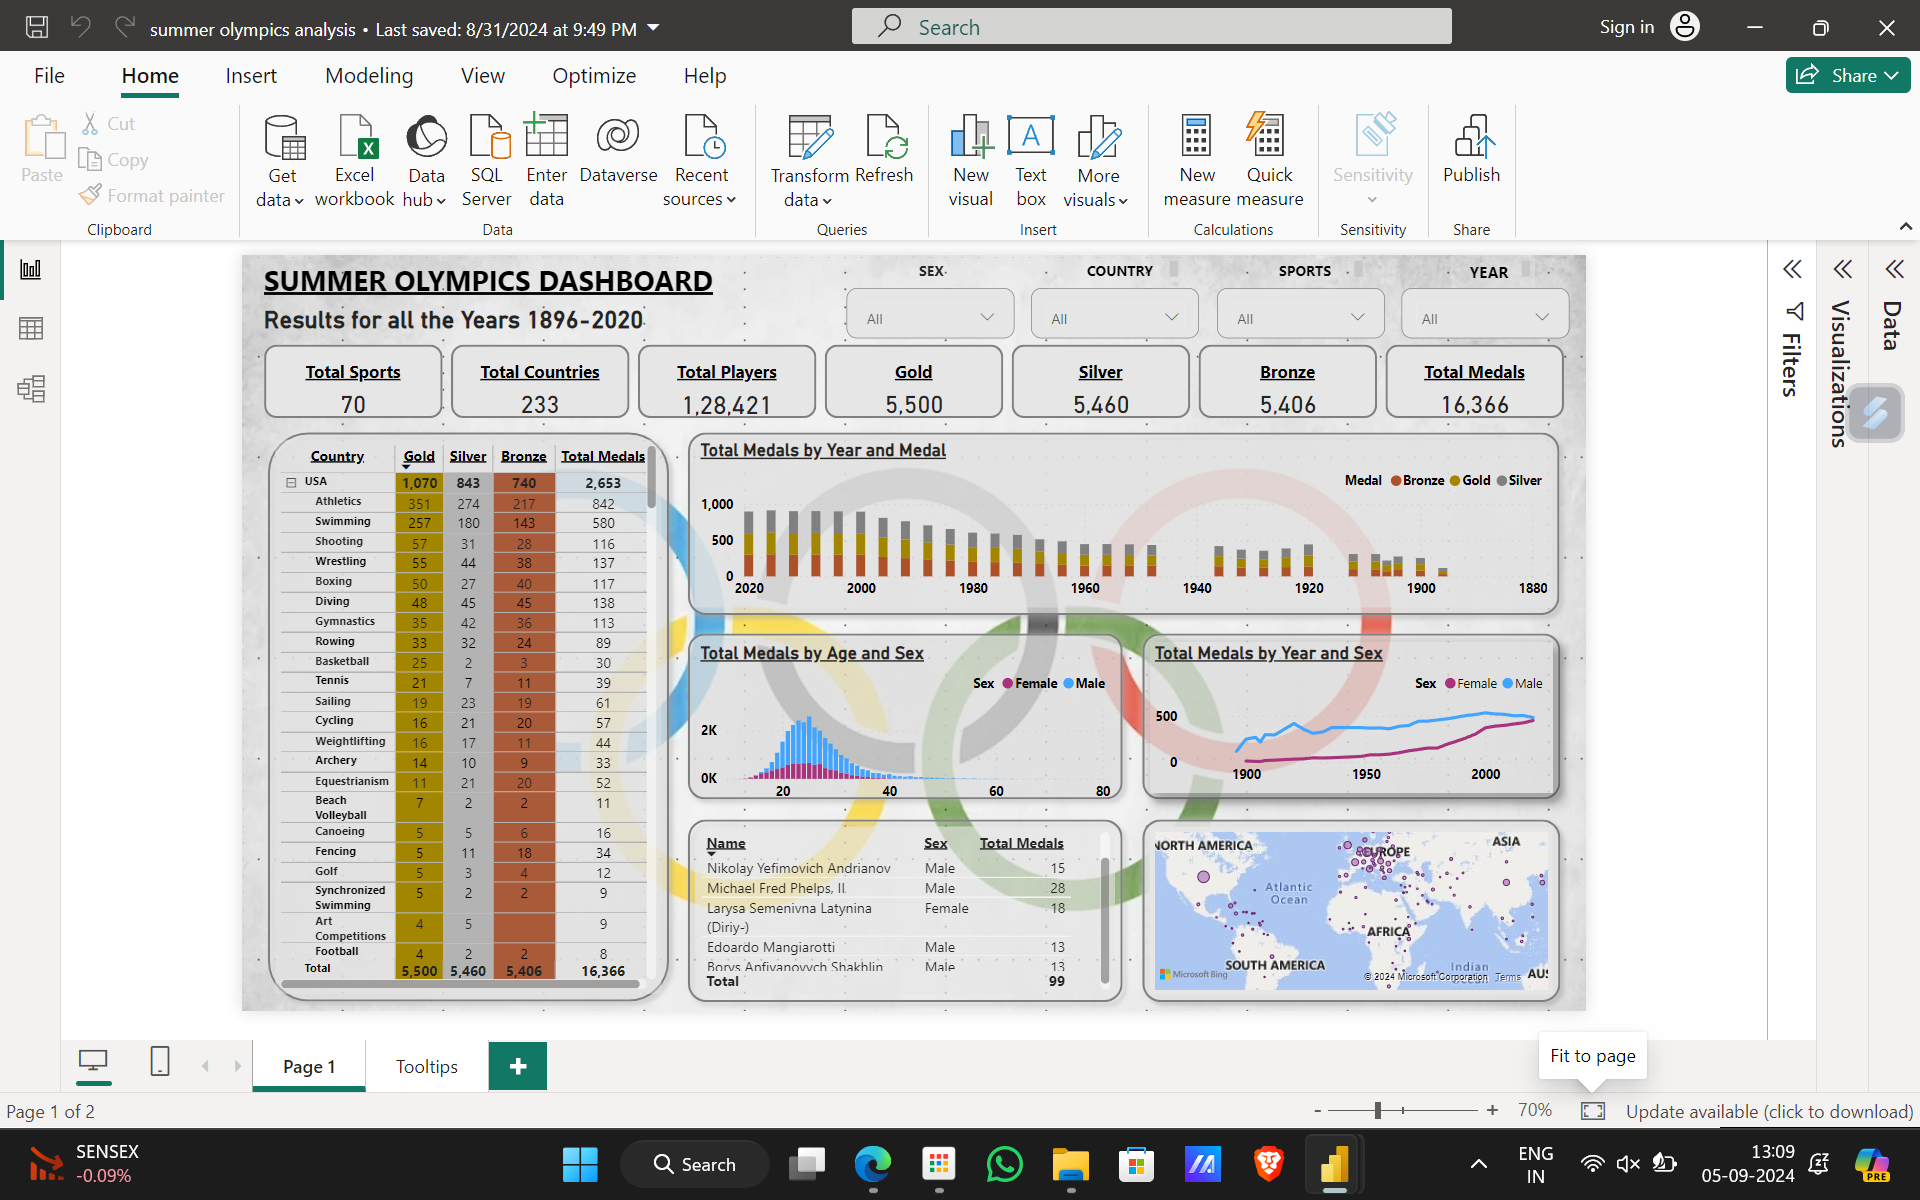 summer olympics analysis • Last saved: 8/31/2024 at 9:49 PM
Search
Sign in
File
Home
Insert
Modeling
View
Optimize
Help
Share
Paste
Cut
Copy
Format painter
Clipboard
Get data
Excel workbook
Data hub
SQL Server
Enter data
Dataverse
Recent sources
Data
Transform data
Refresh
Queries
New visual
Text box
More visuals
Insert
New measure
Quick measure
Calculations
Sensitivity
Sensitivity
Publish
Share
SUMMER OLYMPICS DASHBOARD
Results for all the Years 1896-2020
SEX
All
COUNTRY
All
SPORTS
All
YEAR
All
Total Sports
70
Total Countries
233
Total Players
1,28,421
Gold
5,500
Silver
5,460
Bronze
5,406
Total Medals
16,366
Country Gold Silver Bronze Total Medals
USA 1,070 843 740 2,653
Athletics 351 274 217 842
Swimming 257 180 143 580
Shooting 57 31 28 116
Wrestling 55 44 38 137
Boxing 50 27 40 117
Diving 48 45 45 138
Gymnastics 35 42 36 113
Rowing 33 32 24 89
Basketball 25 2 3 30
Tennis 21 7 11 39
Sailing 19 23 19 61
Cycling 16 21 20 57
Weightlifting 16 17 11 44
Archery 14 10 9 33
Equestrianism 11 21 20 52
Beach Volleyball 7 2 2 11
Canoeing 5 5 6 16
Fencing 5 11 18 34
Golf 5 3 4 12
Synchronized Swimming 5 2 2 9
Art Competitions 4 5 9
Football 4 2 2 8
Total 5,500 5,460 5,406 16,366
Total Medals by Year and Medal
Medal Bronze Gold Silver
1,000
500
0
2020 2000 1980 1960 1940 1920 1900 1880
Total Medals by Age and Sex
Sex Female Male
2K
0K
20 40 60 80
Total Medals by Year and Sex
Sex Female Male
500
0
1900 1950 2000
Name Sex Total Medals
Nikolay Yefimovich Andrianov Male 15
Michael Fred Phelps, II Male 28
Larysa Semenivna Latynina (Diriy-) Female 18
Edoardo Mangiarotti Male 13
Borys Anfiyanovych Shakhlin Male 13
Total 99
NORTH AMERICA
EUROPE
ASIA
Atlantic Ocean
AFRICA
SOUTH AMERICA
Indian
AUS
Microsoft Bing
© 2024 Microsoft Corporation Terms
Filters
Visualizations
Data
Page 1
Tooltips
+
Fit to page
Page 1 of 2
- + 70%
Update available (click to download)
SENSEX
-0.09%
Search
ENG
IN
13:09
05-09-2024
PRE